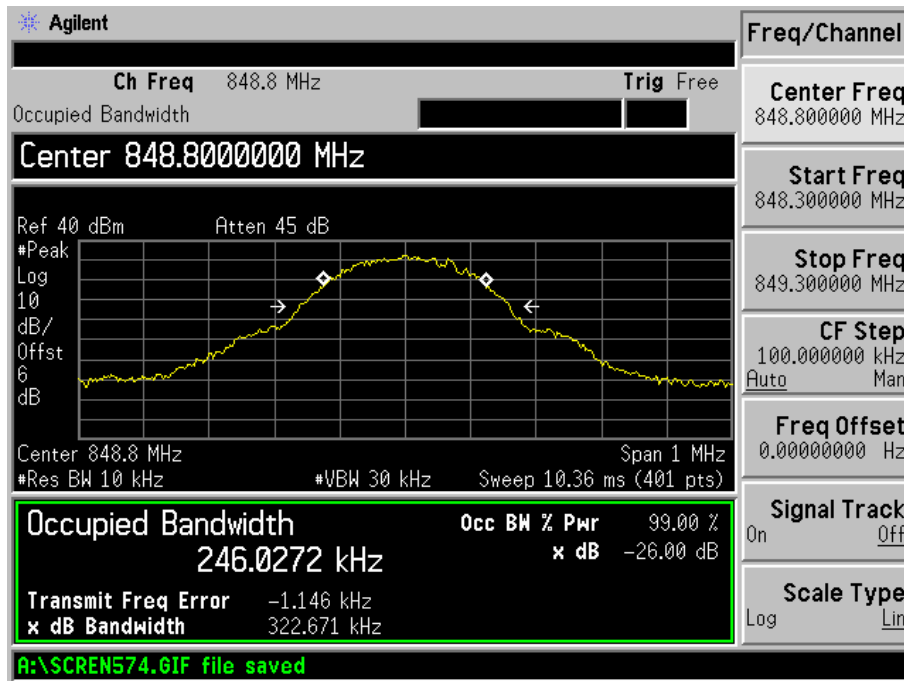 Agilent
Freq/Channel
Ch Freq 848.8 MHz Trig Free
Occupied Bandwidth
Center 848.8000000 MHz
Ref 40 dBm Atten 45 dB
#Peak
Log
10
dB/
Offst
6
dB
Center 848.8 MHz Span 1 MHz
#Res BW 10 kHz #VBW 30 kHz Sweep 10.36 ms (401 pts)
Occupied Bandwidth Occ BW % Pwr 99.00 %
246.0272 kHz x dB -26.00 dB
Transmit Freq Error -1.146 kHz
x dB Bandwidth 322.671 kHz
A:\SCREN574.GIF file saved
Center Freq
848.800000 MHz
Start Freq
848.300000 MHz
Stop Freq
849.300000 MHz
CF Step
100.000000 kHz
Auto Man
Freq Offset
0.00000000 Hz
Signal Track
On Off
Scale Type
Log Lin